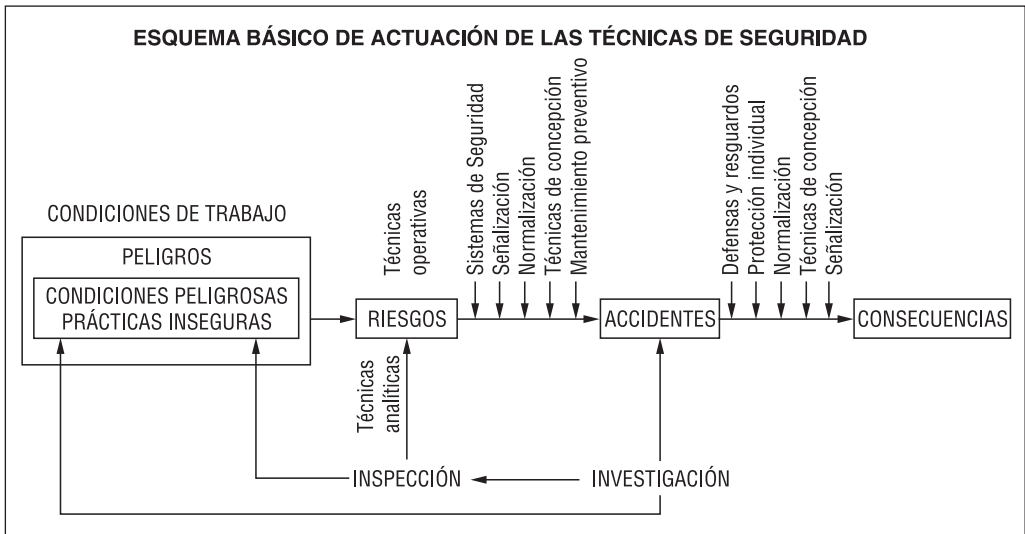 ESQUEMA BÁSICO DE ACTUACIÓN DE LAS TÉCNICAS DE SEGURIDAD
CONDICIONES DE TRABAJO
PELIGROS
CONDICIONES PELIGROSAS
PRÁCTICAS INSEGURAS
Técnicas
operativas
RIESGOS
Técnicas
analíticas
Sistemas de Seguridad
Señalización
Normalización
Técnicas de concepción
Mantenimiento preventivo
ACCIDENTES
Defensas y resguardos
Protección individual
Normalización
Técnicas de concepción
Señalización
CONSECUENCIAS
INSPECCIÓN
INVESTIGACIÓN